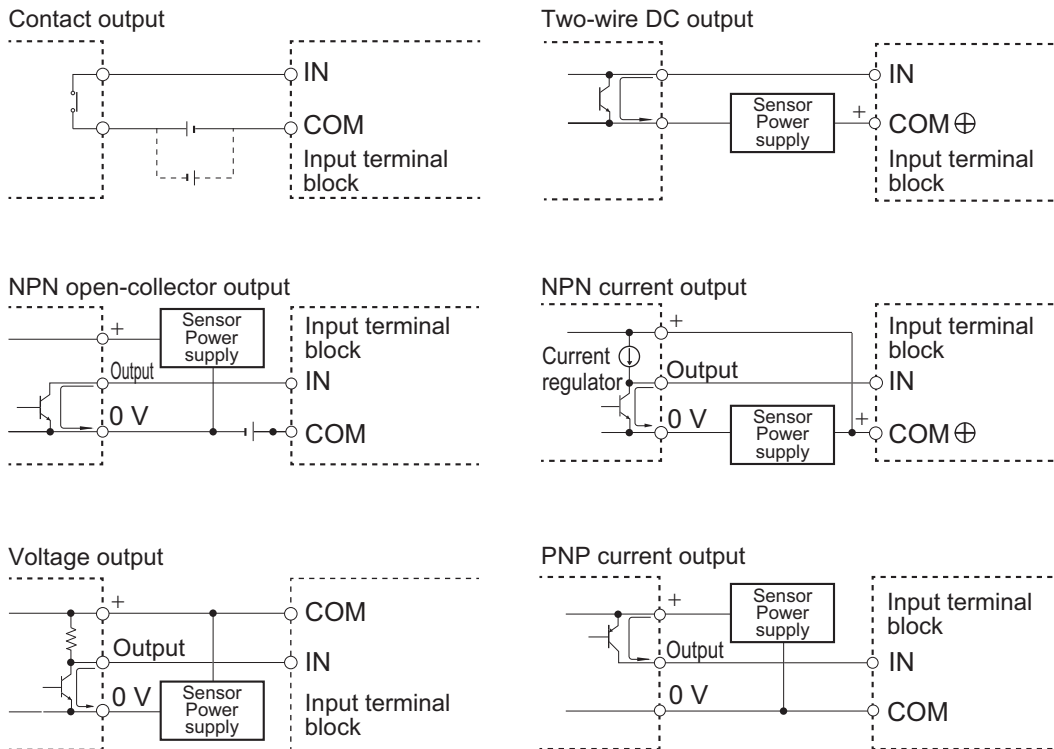 Contact output
IN
COM
Input terminal
block
Two-wire DC output
IN
Sensor
Power
supply
+
COM ⊕
Input terminal
block
NPN open-collector output
+
Sensor
Power
supply
Input terminal
block
Output
IN
0 V
COM
NPN current output
+
Input terminal
block
Current
regulator
Output
IN
0 V
Sensor
Power
supply
+
COM ⊕
Voltage output
+
COM
Output
IN
0 V
Sensor
Power
supply
Input terminal
block
PNP current output
+
Sensor
Power
supply
Input terminal
block
Output
IN
0 V
COM